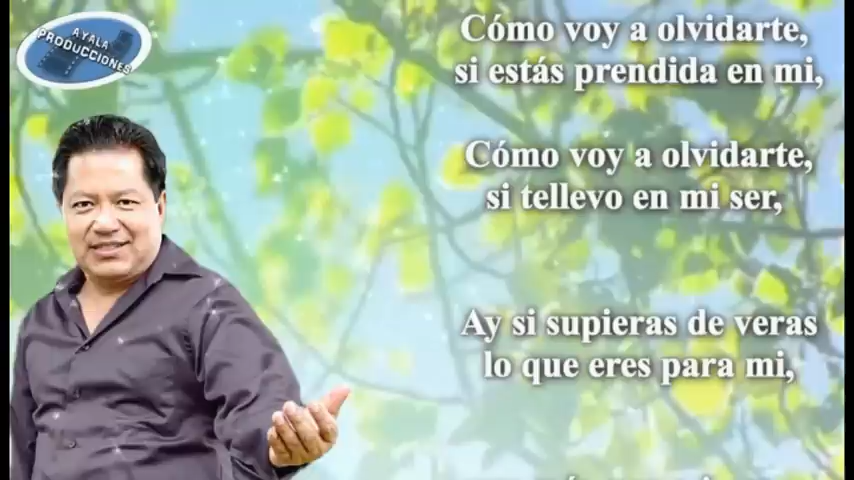 AYALA
PRODUCCIONES
Cómo voy a olvidarte,
si estás prendida en mi,
Cómo voy a olvidarte,
si tellevo en mi ser,
Ay si supieras de veras
lo que eres para mi,